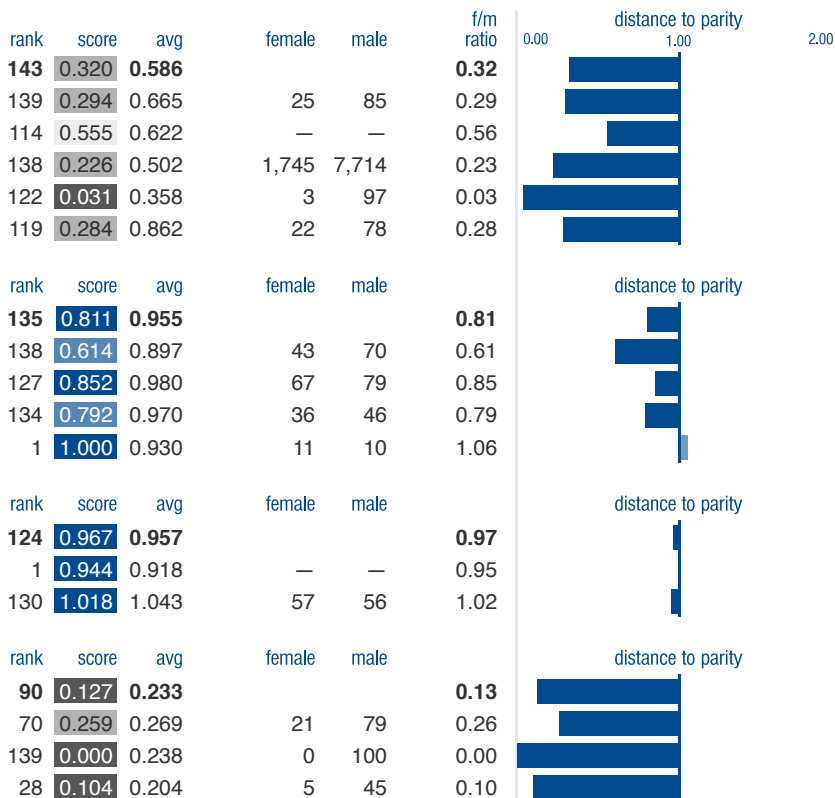 f/m distance to parity
rank score avg female male ratio 0.00 1.00 2.00
143 0.320 0.586 0.32
139 0.294 0.665 25 85 0.29
114 0.555 0.622 — — 0.56
138 0.226 0.502 1,745 7,714 0.23
122 0.031 0.358 3 97 0.03
119 0.284 0.862 22 78 0.28
rank score avg female male distance to parity
135 0.811 0.955 0.81
138 0.614 0.897 43 70 0.61
127 0.852 0.980 67 79 0.85
134 0.792 0.970 36 46 0.79
1 1.000 0.930 11 10 1.06
rank score avg female male distance to parity
124 0.967 0.957 0.97
1 0.944 0.918 — — 0.95
130 1.018 1.043 57 56 1.02
rank score avg female male distance to parity
90 0.127 0.233 0.13
70 0.259 0.269 21 79 0.26
139 0.000 0.238 0 100 0.00
28 0.104 0.204 5 45 0.10